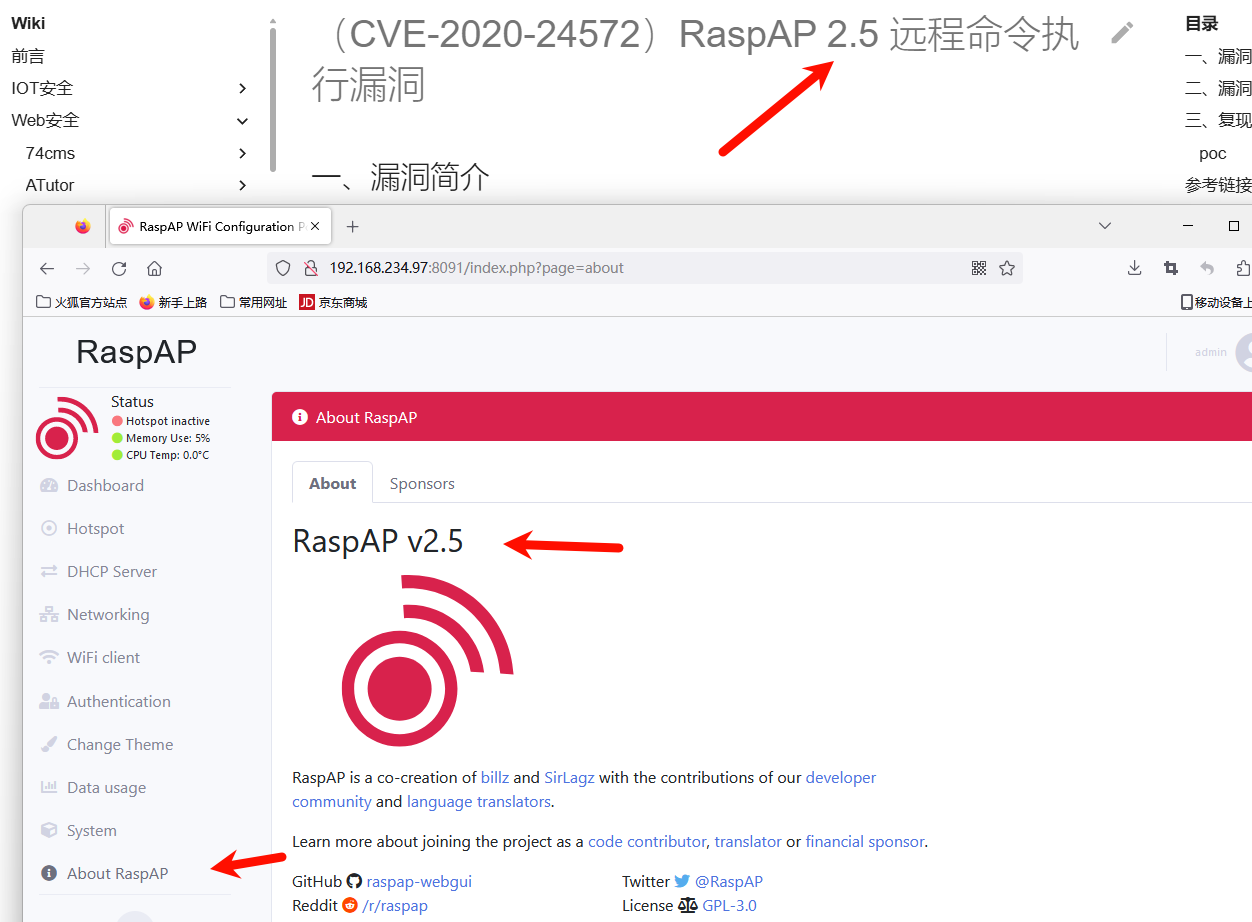 Wiki
前言
IOT安全
Web安全
74cms
ATutor
（CVE-2020-24572）RaspAP 2.5 远程命令执
行漏洞
一、漏洞简介
目录
一、漏洞
二、漏洞
三、复现
poc
参考链接
RaspAP WiFi Configuration P
192.168.234.97:8091/index.php?page=about
火狐官方站点
新手上路
常用网址
JD 京东商城
移动设备上
RaspAP
admin
Status
Hotspot inactive
Memory Use: 5%
CPU Temp: 0.0°C
Dashboard
Hotspot
DHCP Server
Networking
WiFi client
Authentication
Change Theme
Data usage
System
About RaspAP
About RaspAP
About
Sponsors
RaspAP v2.5
RaspAP is a co-creation of billz and SirLagz with the contributions of our developer
community and language translators.
Learn more about joining the project as a code contributor, translator or financial sponsor.
GitHub raspap-webgui
Twitter @RaspAP
Reddit /r/raspap
License GPL-3.0